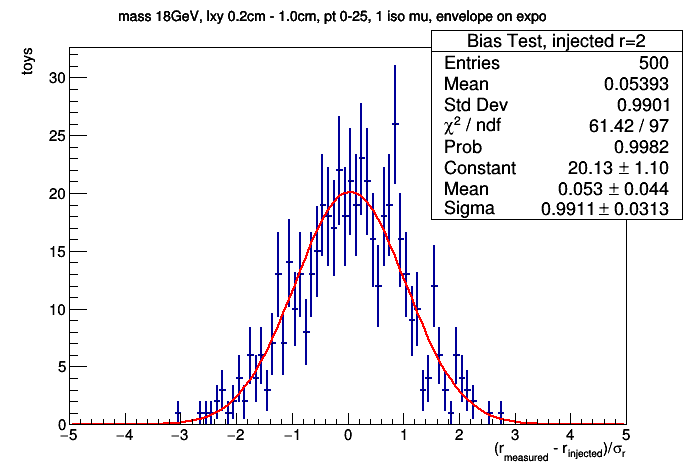 mass 18GeV, lxy 0.2cm - 1.0cm, pt 0-25, 1 iso mu, envelope on expo
Bias Test, injected r=2
Entries 500
Mean 0.05393
Std Dev 0.9901
χ² / ndf 61.42 / 97
Prob 0.9982
Constant 20.13 ± 1.10
Mean 0.053 ± 0.044
Sigma 0.9911 ± 0.0313
toys
30
25
20
15
10
5
0
−5 −4 −3 −2 −1 0 1 2 3 4 5
(r_measured - r_injected)/σ_r